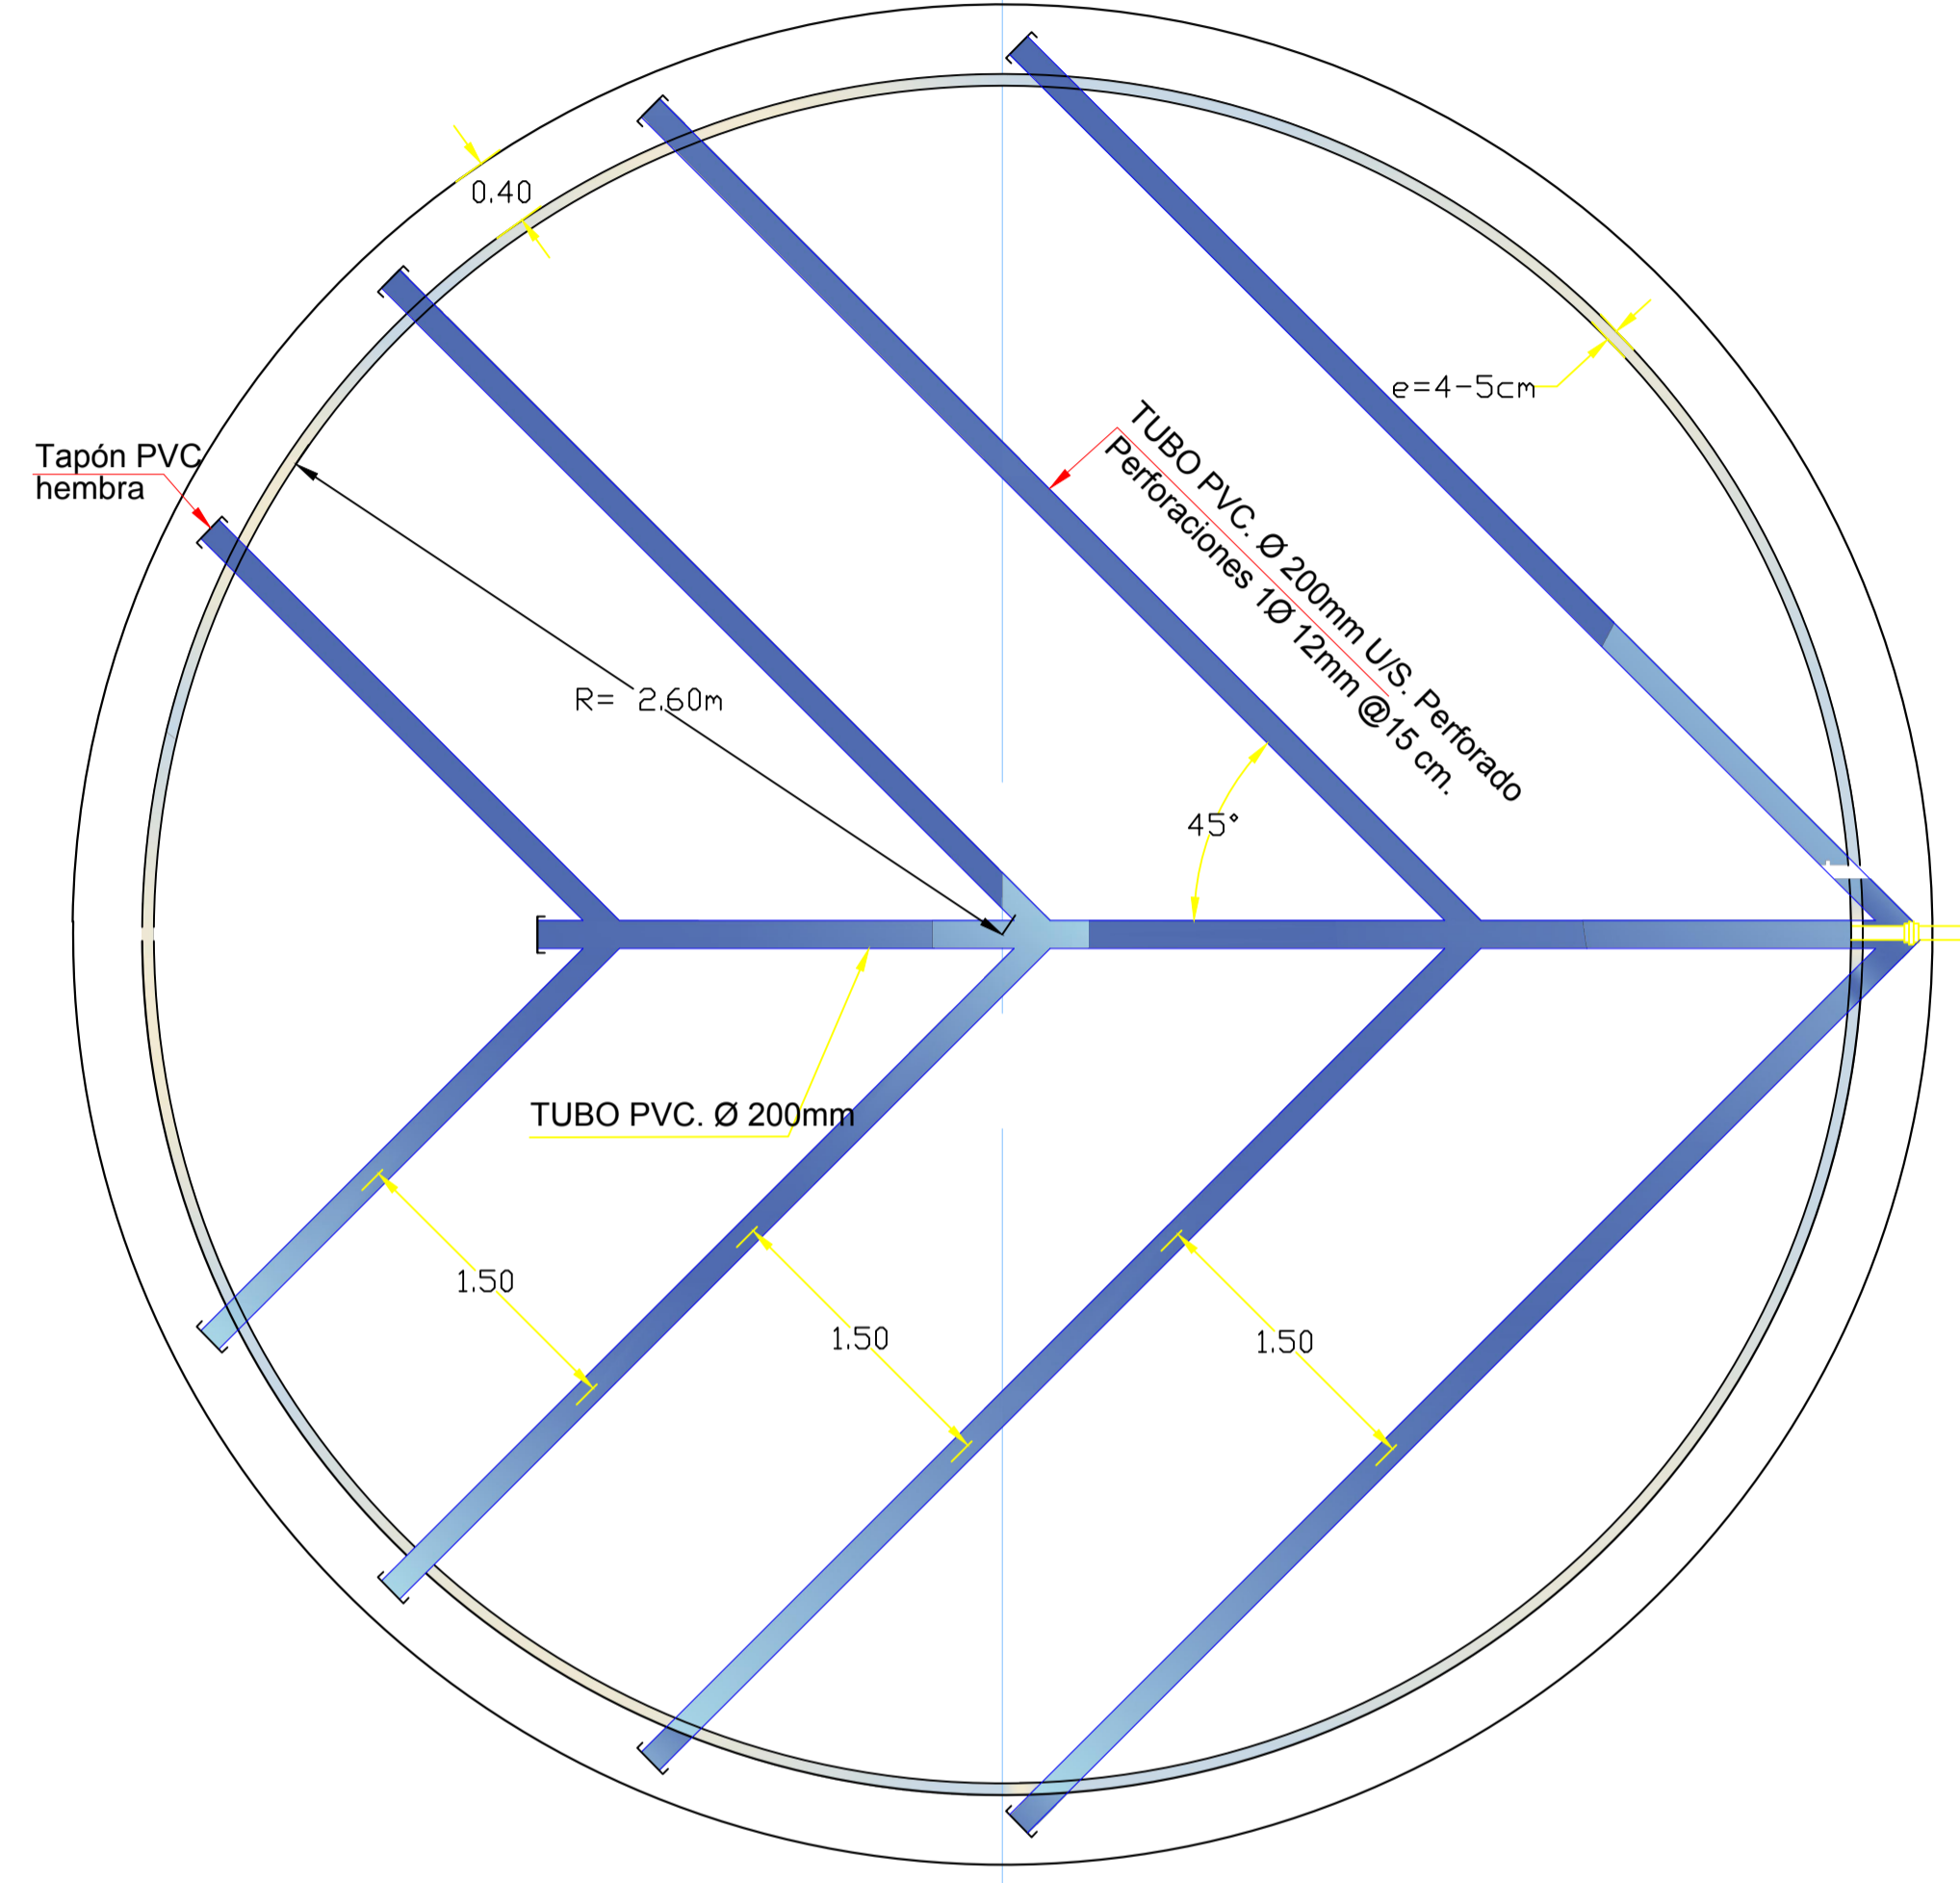 0.40
e=4-5cm
Tapón PVC
hembra
TUBO PVC. Ø 200mm U/S. Perforado
Perforaciones 1Ø 12mm @15 cm.
R= 2.60m
45°
TUBO PVC. Ø 200mm
1.50
1.50
1.50